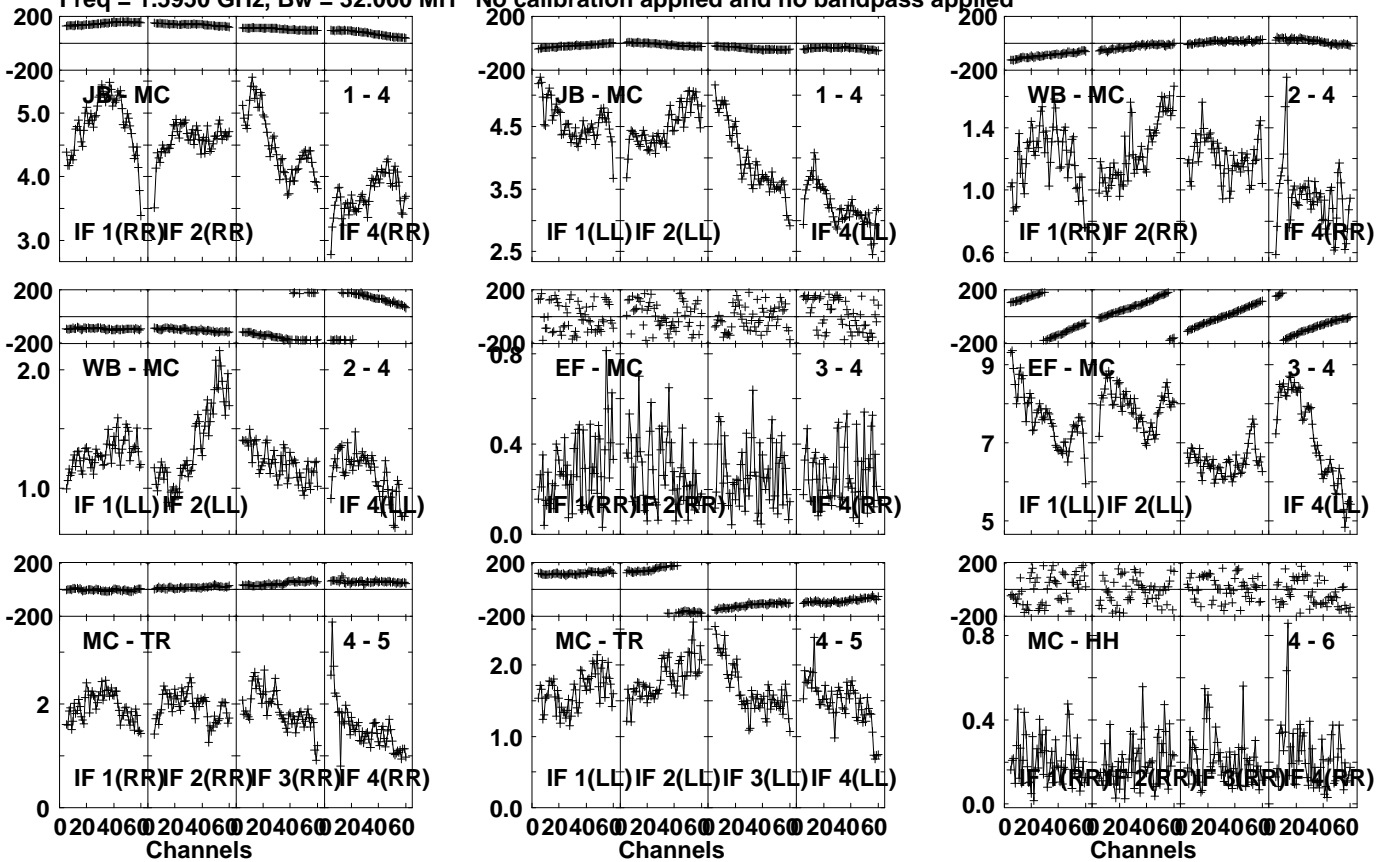 Freq = 1.5950 GHz, Bw = 32.000 MH No calibration applied and no bandpass applied
200
-200
JB - MC 1 - 4
5.0
4.0
3.0
IF 1(RR) IF 2(RR) IF 4(RR)
200
-200
JB - MC 1 - 4
4.5
3.5
2.5
IF 1(LL) IF 2(LL) IF 4(LL)
200
-200
WB - MC 2 - 4
1.4
1.0
0.6
IF 1(RR) IF 2(RR) IF 4(RR)
200
-200
WB - MC 2 - 4
2.0
1.0
IF 1(LL) IF 2(LL) IF 4(LL)
200
-200
EF - MC 3 - 4
0.8
0.4
0.0
IF 1(RR) IF 2(RR) IF 4(RR)
200
-200
EF - MC 3 - 4
9
7
5
IF 1(LL) IF 2(LL) IF 4(LL)
200
-200
MC - TR 4 - 5
2
0
IF 1(RR) IF 2(RR) IF 3(RR) IF 4(RR)
0 20 40 60 0 20 40 60 0 20 40 60 0 20 40 60
Channels
200
-200
MC - TR 4 - 5
2.0
1.0
0.0
IF 1(LL) IF 2(LL) IF 3(LL) IF 4(LL)
0 20 40 60 0 20 40 60 0 20 40 60 0 20 40 60
Channels
200
-200
MC - HH 4 - 6
0.8
0.4
0.0
IF 1(RR) IF 2(RR) IF 3(RR) IF 4(RR)
0 20 40 60 0 20 40 60 0 20 40 60 0 20 40 60
Channels